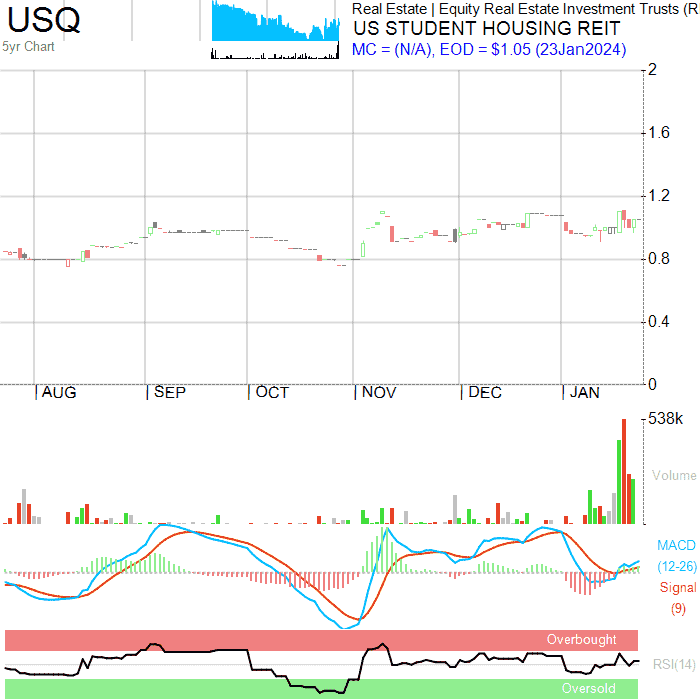 USQ
5yr Chart
Real Estate | Equity Real Estate Investment Trusts (R
US STUDENT HOUSING REIT
MC = (N/A), EOD = $1.05 (23Jan2024)
2
1.6
1.2
0.8
0.4
0
AUG SEP OCT NOV DEC JAN
538k
Volume
MACD
(12-26)
Signal
(9)
Overbought
RSI(14)
Oversold